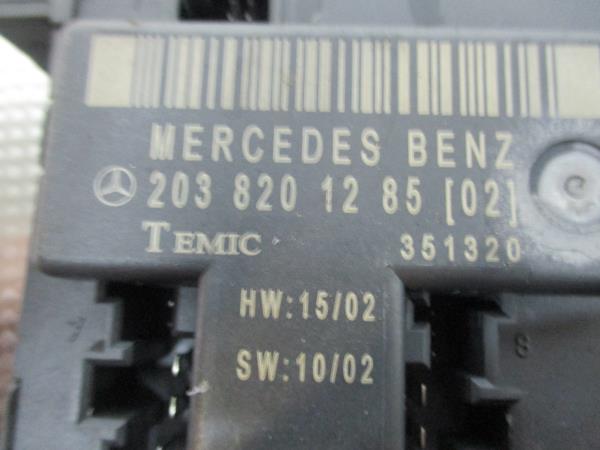 MERCEDES BENZ
203 820 12 85 [02]
TEMIC 351320
HW:15/02
SW:10/02